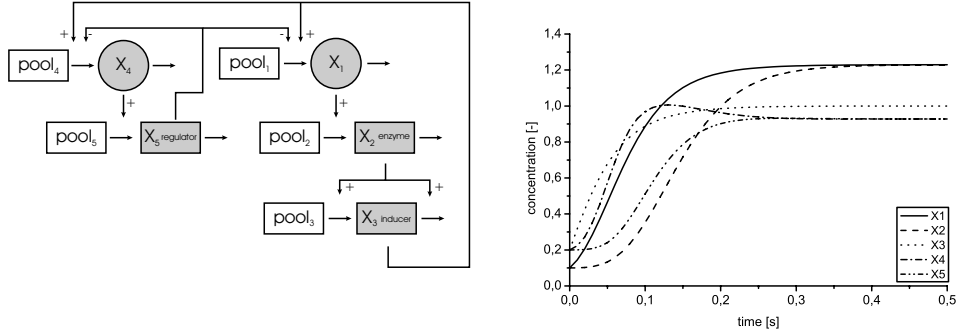 + - - +
pool₄ X₄ pool₁ X₁
+ +
pool₅ X₅ regulator pool₂ X₂ enzyme
+ +
pool₃ X₃ inducer
1,4
1,2
1,0
0,8
0,6
0,4
0,2
0,0
concentration [-]
X1
X2
X3
X4
X5
0,0 0,1 0,2 0,3 0,4 0,5
time [s]